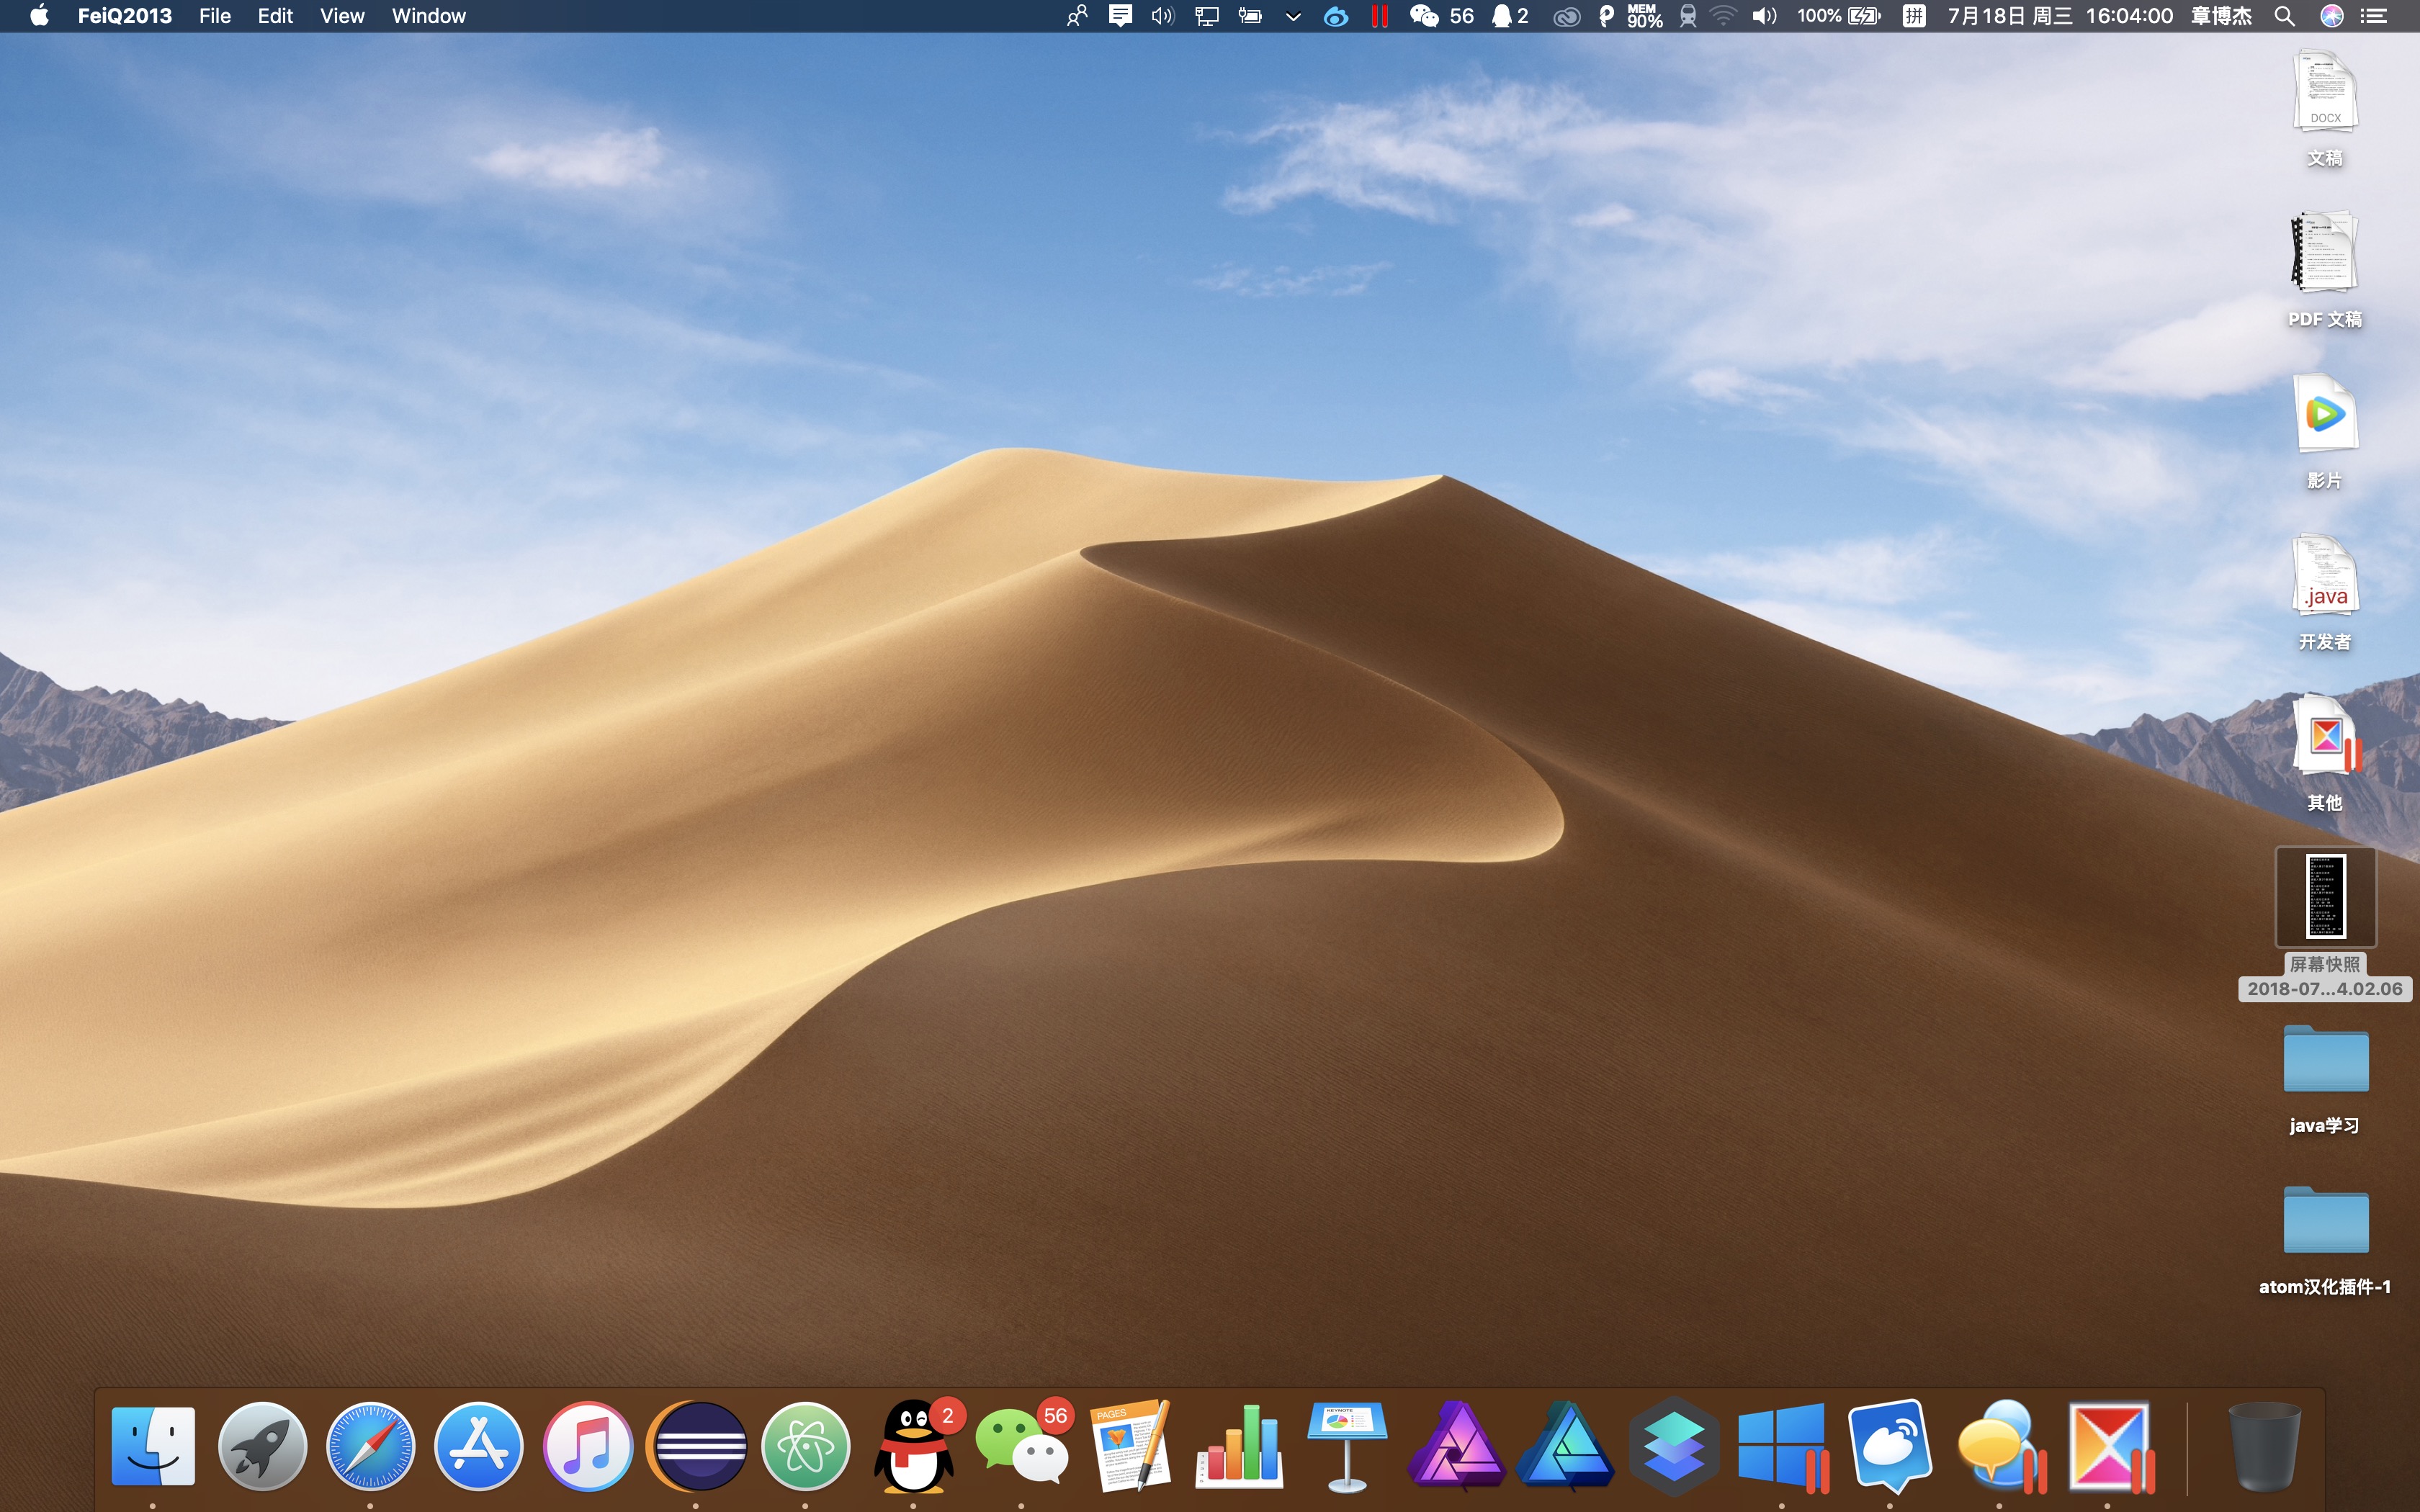 FeiQ2013 File Edit View Window 56 2 MEM 90% 100% 拼 7月18日 周三 16:04:00 章博杰
DOCX
文稿
PDF 文稿
影片
.java
开发者
其他
屏幕快照
2018-07...4.02.06
java学习
atom汉化插件-1
2
56
PAGES
KEYNOTE